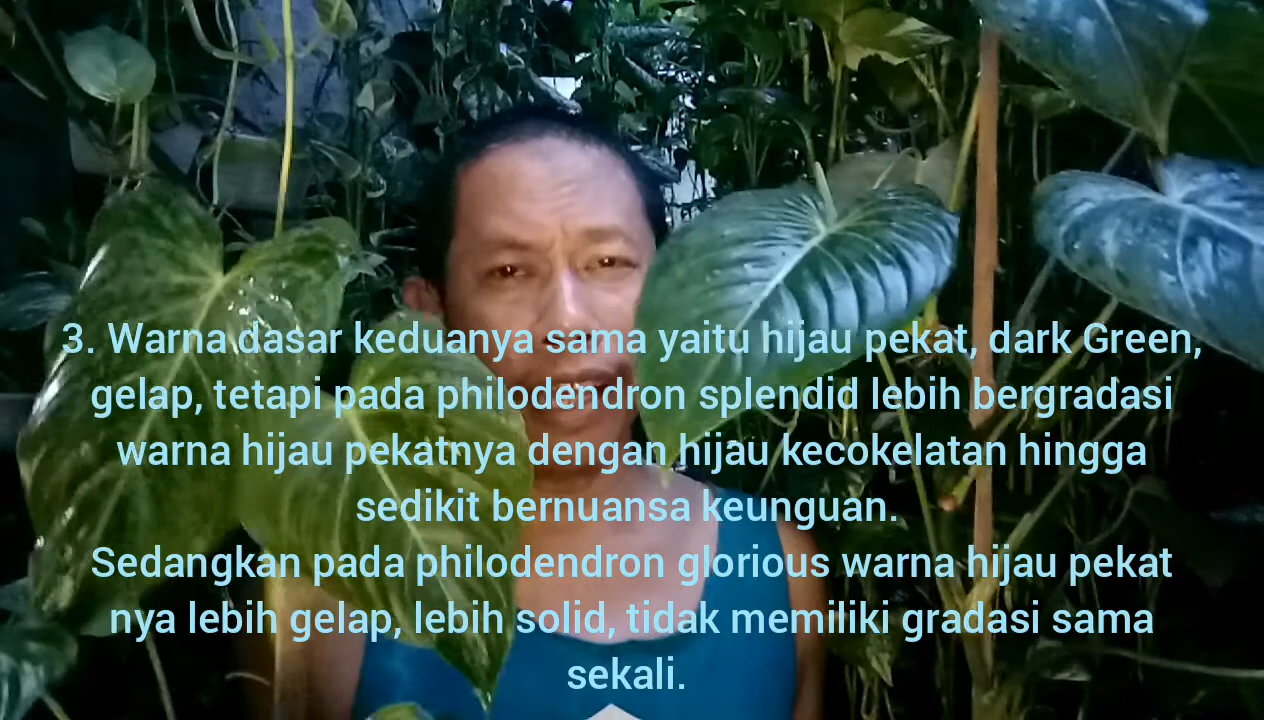 3. Warna dasar keduanya sama yaitu hijau pekat, dark Green,
gelap, tetapi pada philodendron splendid lebih bergradasi
warna hijau pekatnya dengan hijau kecokelatan hingga
sedikit bernuansa keunguan.
Sedangkan pada philodendron glorious warna hijau pekat
nya lebih gelap, lebih solid, tidak memiliki gradasi sama
sekali.